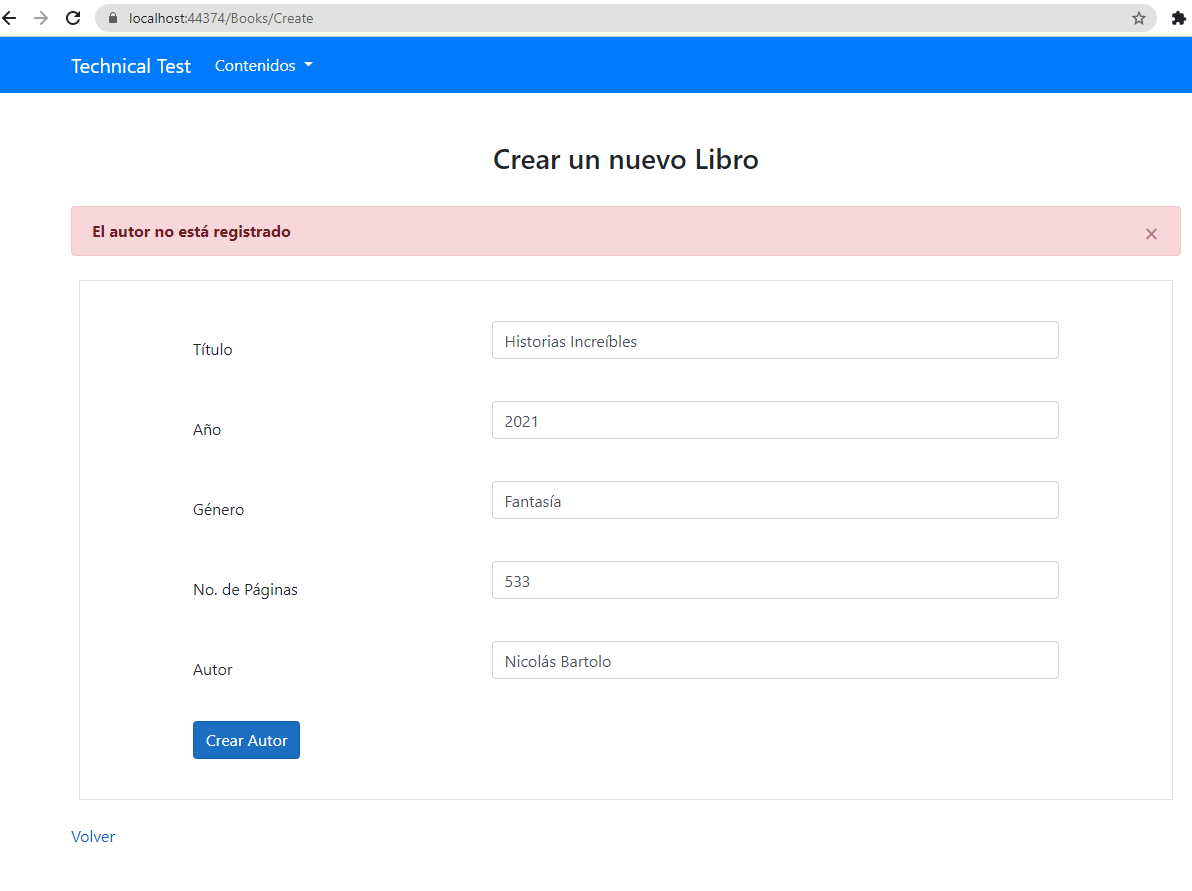 localhost:44374/Books/Create
Technical Test Contenidos
Crear un nuevo Libro
El autor no está registrado ×
Título Historias Increíbles
Año 2021
Género Fantasía
No. de Páginas 533
Autor Nicolás Bartolo
Crear Autor
Volver